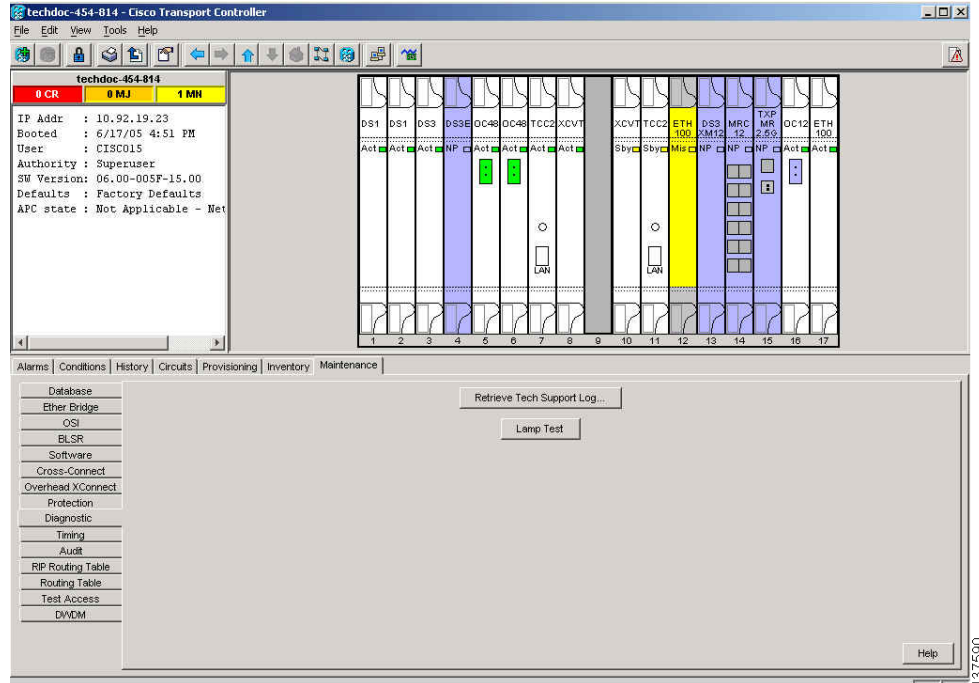 techdoc-454-814 - Cisco Transport Controller
File Edit View Tools Help
techdoc-454-814
0 CR 0 MJ 1 MN
IP Addr : 10.92.19.23
Booted : 6/17/05 4:51 PM
User : CISCO15
Authority : Superuser
SW Version: 06.00-005F-15.00
Defaults : Factory Defaults
APC state : Not Applicable - Net
DS1 DS1 DS3 DS3E OC48 OC48 TCC2 XCVT XCVT TCC2 ETH 100 DS3 XM12 MRC 12 TXP MR 2.5G OC12 ETH 100
Act Act Act NP Act Act Act Act Sby Sby Mis NP NP NP Act Act
LAN LAN
1 2 3 4 5 6 7 8 9 10 11 12 13 14 15 16 17
Alarms Conditions History Circuits Provisioning Inventory Maintenance
Database
Ether Bridge
OSI
BLSR
Software
Cross-Connect
Overhead XConnect
Protection
Diagnostic
Timing
Audit
RIP Routing Table
Routing Table
Test Access
DWDM
Retrieve Tech Support Log...
Lamp Test
Help
137590